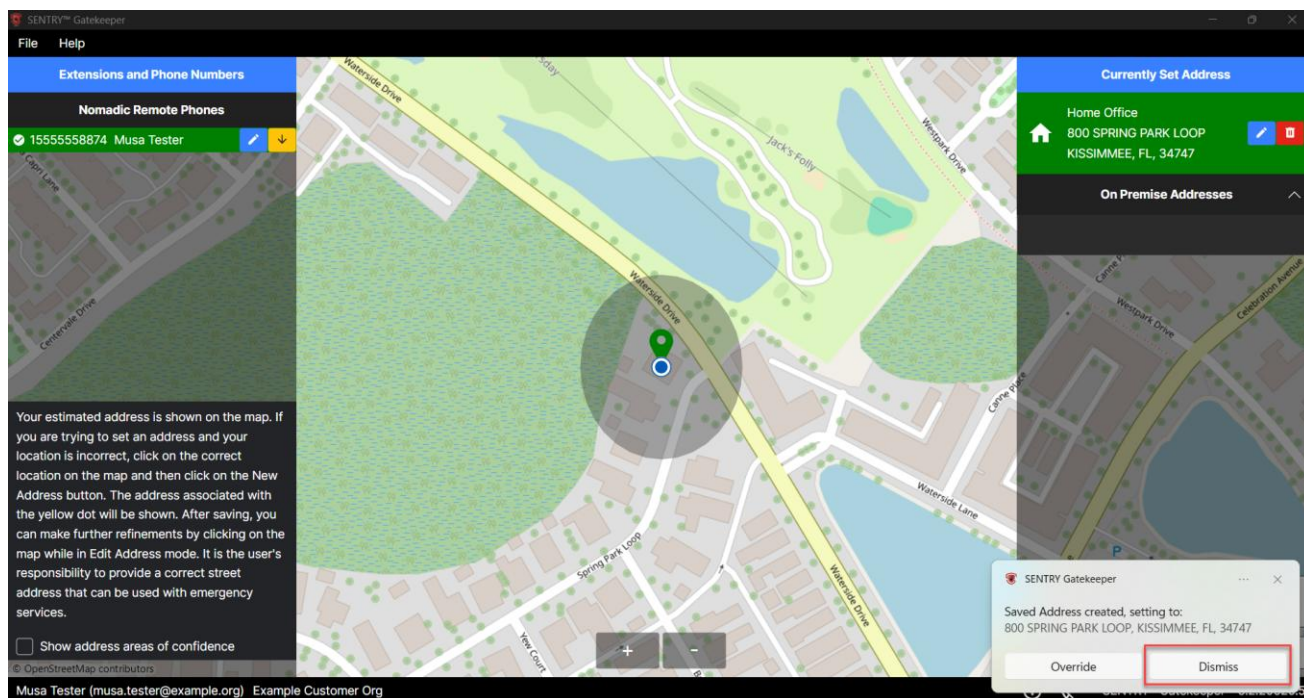 SENTRY™ Gatekeeper
File Help
Extensions and Phone Numbers
Nomadic Remote Phones
15555558874 Musa Tester
Capri Lane
Centervale Drive
Your estimated address is shown on the map. If
you are trying to set an address and your
location is incorrect, click on the correct
location on the map and then click on the New
Address button. The address associated with
the yellow dot will be shown. After saving, you
can make further refinements by clicking on the
map while in Edit Address mode. It is the user's
responsibility to provide a correct street
address that can be used with emergency
services.
Show address areas of confidence
© OpenStreetMap contributors
Musa Tester (musa.tester@example.org) Example Customer Org
Waterside Drive
Jack's Folly
Westpark Drive
Waterside Drive
Canne Place
Waterside Lane
Spring Park Loop
Waterside Drive
Yew Court
+ -
Currently Set Address
Home Office
800 SPRING PARK LOOP
KISSIMMEE, FL, 34747
On Premise Addresses
Westpark Drive
Celebration Avenue
P
SENTRY Gatekeeper
Saved Address created, setting to:
800 SPRING PARK LOOP, KISSIMMEE, FL, 34747
Override Dismiss